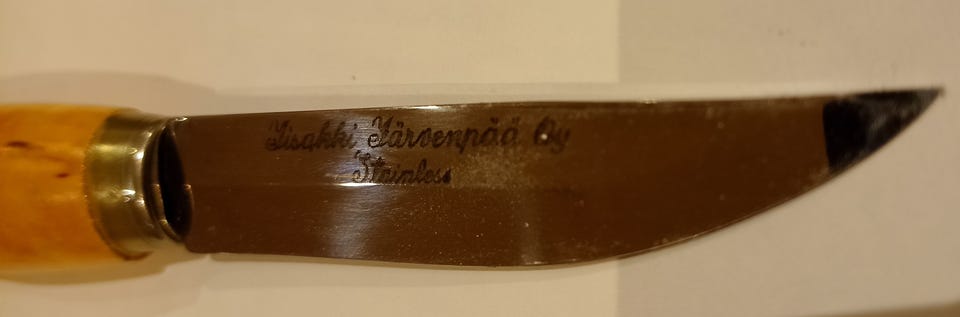 Iisakki Järvenpää Oy
Stainless